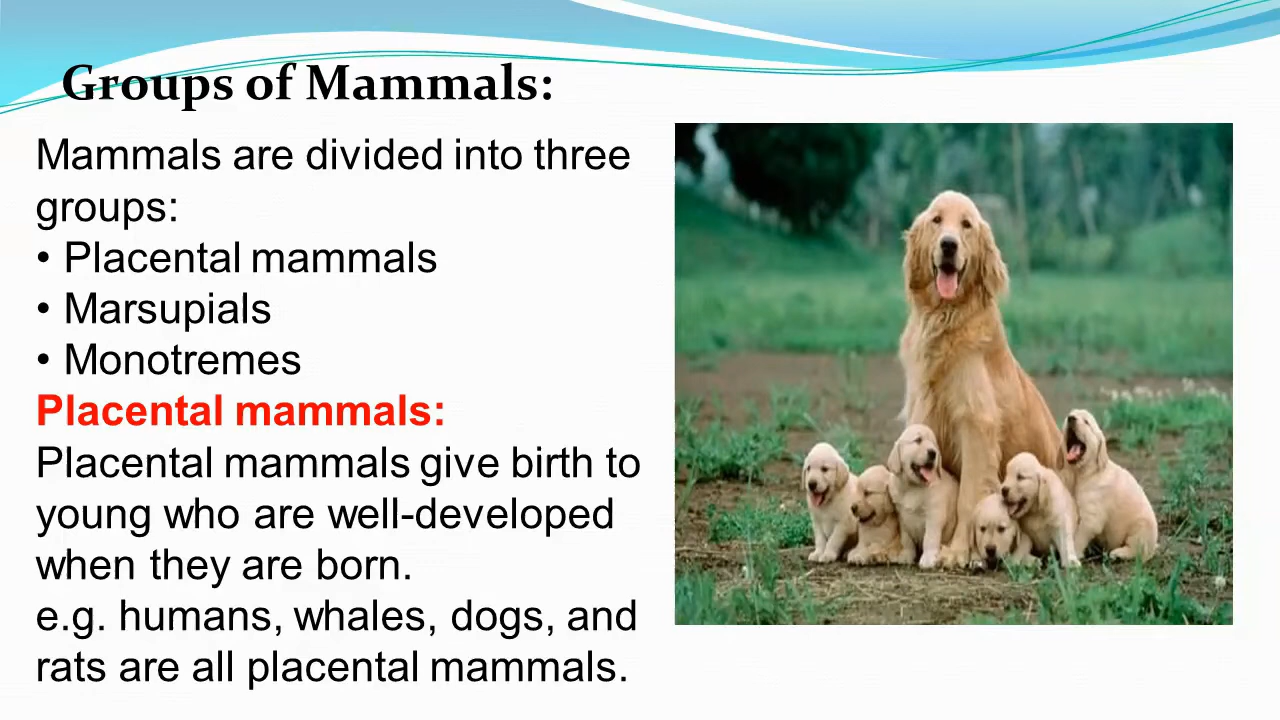 Groups of Mammals:
Mammals are divided into three
groups:
• Placental mammals
• Marsupials
• Monotremes
Placental mammals:
Placental mammals give birth to
young who are well-developed
when they are born.
e.g. humans, whales, dogs, and
rats are all placental mammals.